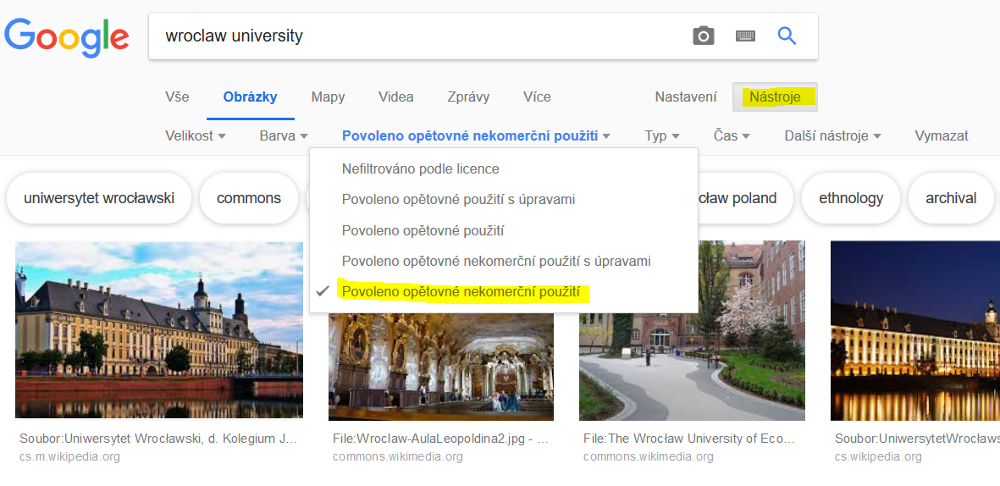 Google
wroclaw university
Vše Obrázky Mapy Videa Zprávy Více Nastavení Nástroje
Velikost Barva Povoleno opětovné nekomerční použití Typ Čas Další nástroje Vymazat
Nefiltrováno podle licence
Povoleno opětovné použití s úpravami
Povoleno opětovné použití
Povoleno opětovné nekomerční použití s úpravami
Povoleno opětovné nekomerční použití
uniwersytet wrocławski commons cław poland ethnology archival
Soubor:Uniwersytet Wrocławski, d. Kolegium J... File:Wroclaw-AulaLeopoldina2.jpg - ... File:The Wrocław University of Eco... Soubor:UniwersytetWrocławs
cs.m.wikipedia.org commons.wikimedia.org commons.wikimedia.org cs.wikipedia.org